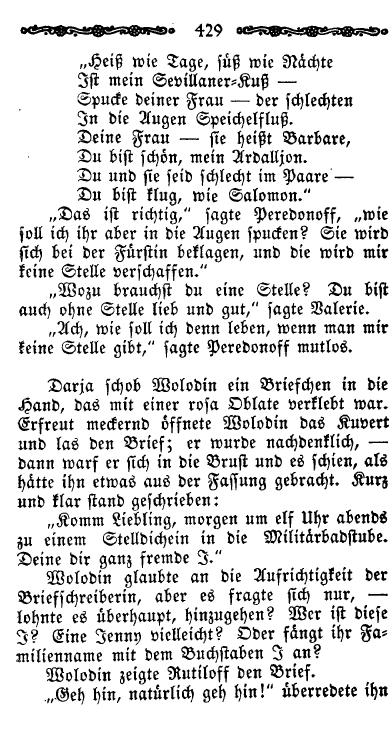 429
„Heiß wie Tage, süß wie Nächte
Ist mein Sevillaner-Kuß —
Spucke deiner Frau — der schlechten
In die Augen Speichelfluß.
Deine Frau — sie heißt Barbare,
Du bist schön, mein Ardalljon.
Du und sie seid schlecht im Paare —
Du bist klug, wie Salomon.“
„Das ist richtig,“ sagte Peredonoff, „wie
soll ich ihr aber in die Augen spucken? Sie wird
sich bei der Fürstin beklagen, und die wird mir
keine Stelle verschaffen.“
„Wozu brauchst du eine Stelle? Du bist
auch ohne Stelle lieb und gut,“ sagte Valerie.
„Ach, wie soll ich denn leben, wenn man mir
keine Stelle gibt,“ sagte Peredonoff mutlos.
Darja schob Wolodin ein Briefchen in die
Hand, das mit einer rosa Oblate verklebt war.
Erfreut meckernd öffnete Wolodin das Kuvert
und las den Brief; er wurde nachdenklich, —
dann warf er sich in die Brust und es schien, als
hätte ihn etwas aus der Fassung gebracht. Kurz
und klar stand geschrieben:
„Komm Liebling, morgen um elf Uhr abends
zu einem Stelldichein in die Militärbadstube.
Deine dir ganz fremde J.“
Wolodin glaubte an die Aufrichtigkeit der
Briefschreiberin, aber es fragte sich nur, —
lohnte es überhaupt, hinzugehen? Wer ist diese
J? Eine Jenny vielleicht? Oder fängt ihr Fa-
milienname mit dem Buchstaben J an?
Wolodin zeigte Rutiloff den Brief.
„Geh hin, natürlich geh hin!“ überredete ihn